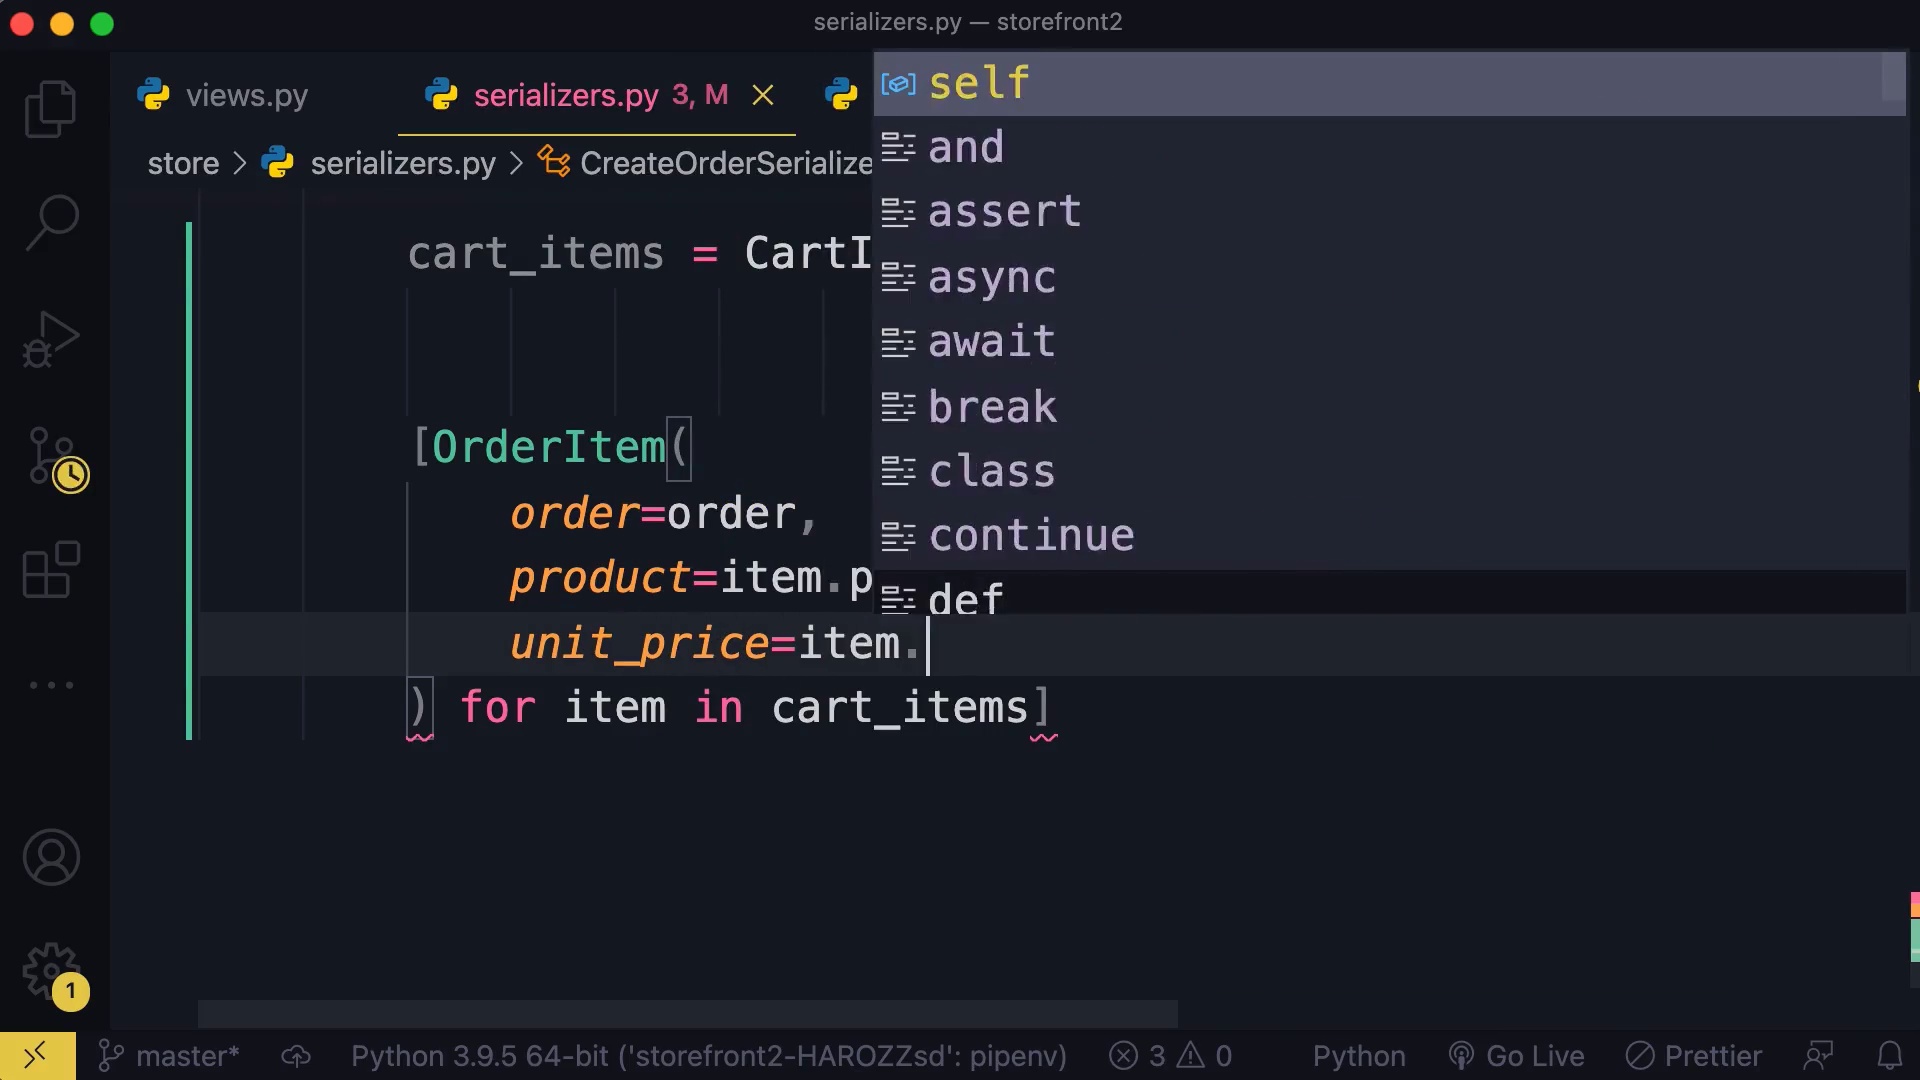 serializers.py — storefront2
views.py
serializers.py 3, M
store > serializers.py > CreateOrderSerialize
self
and
assert
async
await
break
class
continue
def
cart_items = CartI
[OrderItem(
order=order,
product=item.p
unit_price=item.
) for item in cart_items]
1
master*
Python 3.9.5 64-bit ('storefront2-HAROZZsd': pipenv)
3
0
Python
Go Live
Prettier